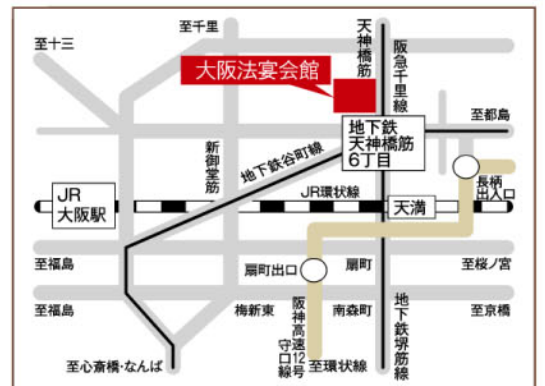 至千里
至十三
天神橋筋
阪急千里線
大阪法宴会館
至都島
地下鉄
天神橋筋
6丁目
新御堂筋
地下鉄谷町線
長柄
出入口
JR
大阪駅
JR環状線
天満
至福島
扇町出口
扇町
至桜ノ宮
至福島
梅新東
阪神高速12号
守口線
南森町
地下鉄堺筋線
至京橋
至心斎橋・なんば
至環状線